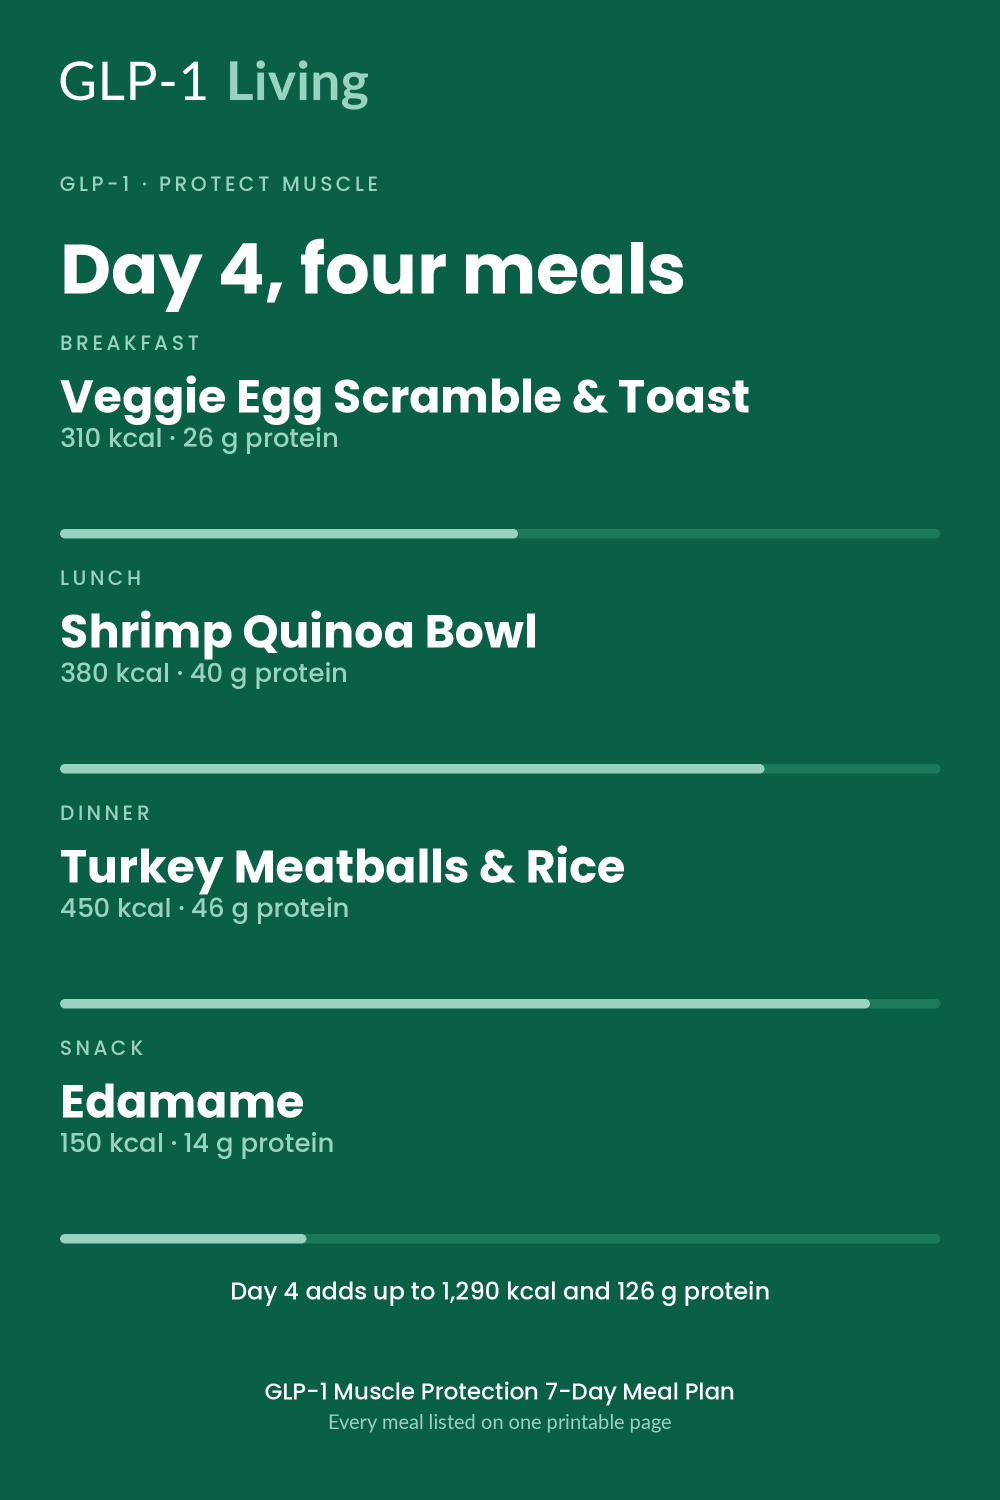 GLP-1 Living
GLP-1 · PROTECT MUSCLE
Day 4, four meals
BREAKFAST
Veggie Egg Scramble & Toast
310 kcal · 26 g protein
LUNCH
Shrimp Quinoa Bowl
380 kcal · 40 g protein
DINNER
Turkey Meatballs & Rice
450 kcal · 46 g protein
SNACK
Edamame
150 kcal · 14 g protein
Day 4 adds up to 1,290 kcal and 126 g protein
GLP-1 Muscle Protection 7-Day Meal Plan
Every meal listed on one printable page